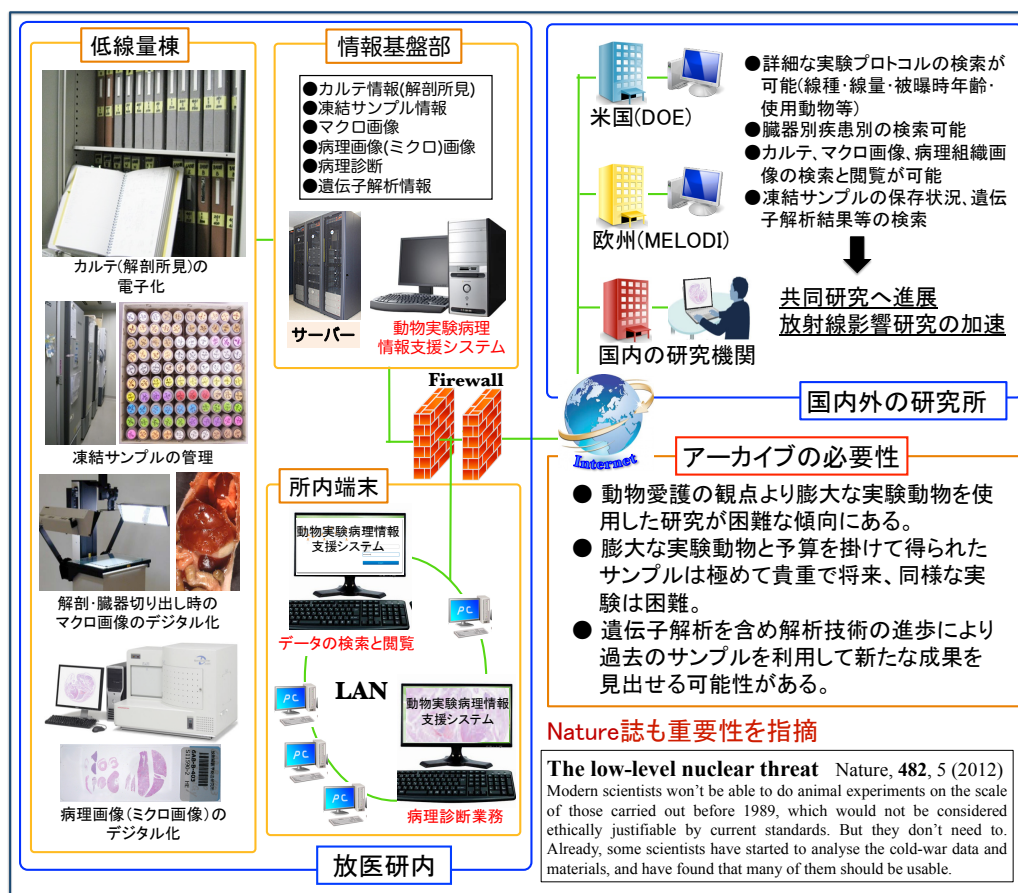 低線量棟
カルテ(解剖所見)の
電子化
凍結サンプルの管理
解剖・臓器切り出し時の
マクロ画像のデジタル化
病理画像(ミクロ画像)の
デジタル化
情報基盤部
●カルテ情報(解剖所見)
●凍結サンプル情報
●マクロ画像
●病理画像(ミクロ)画像
●病理診断
●遺伝子解析情報
サーバー
動物実験病理
情報支援システム
Firewall
所内端末
動物実験病理情報
支援システム
データの検索と閲覧
PC
LAN
PC
PC
PC
PC
動物実験病理情報
支援システム
病理診断業務
放医研内
米国(DOE)
欧州(MELODI)
国内の研究機関
●詳細な実験プロトコルの検索が
可能(線種・線量・被曝時年齢・
使用動物等)
●臓器別疾患別の検索可能
●カルテ、マクロ画像、病理組織画
像の検索と閲覧が可能
●凍結サンプルの保存状況、遺伝
子解析結果等の検索
共同研究へ進展
放射線影響研究の加速
国内外の研究所
Internet
アーカイブの必要性
● 動物愛護の観点より膨大な実験動物を使
用した研究が困難な傾向にある。
● 膨大な実験動物と予算を掛けて得られた
サンプルは極めて貴重で将来、同様な実
験は困難。
● 遺伝子解析を含め解析技術の進歩により
過去のサンプルを利用して新たな成果を
見出せる可能性がある。
Nature誌も重要性を指摘
The low-level nuclear threat Nature, 482, 5 (2012)
Modern scientists won't be able to do animal experiments on the scale
of those carried out before 1989, which would not be considered
ethically justifiable by current standards. But they don't need to.
Already, some scientists have started to analyse the cold-war data and
materials, and have found that many of them should be usable.